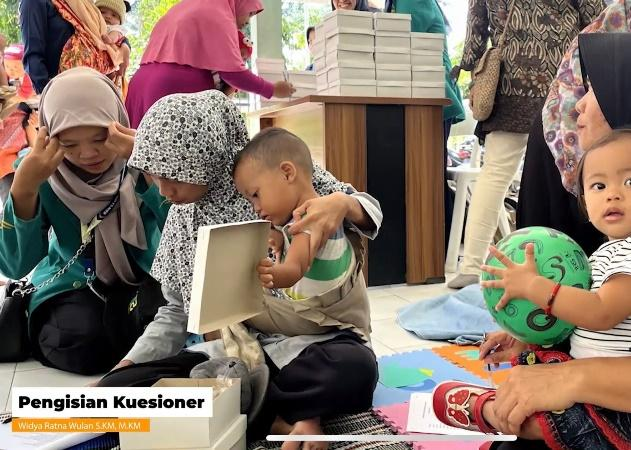 Pengisian Kuesioner
Widya Ratna Wulan S.KM, M.KM